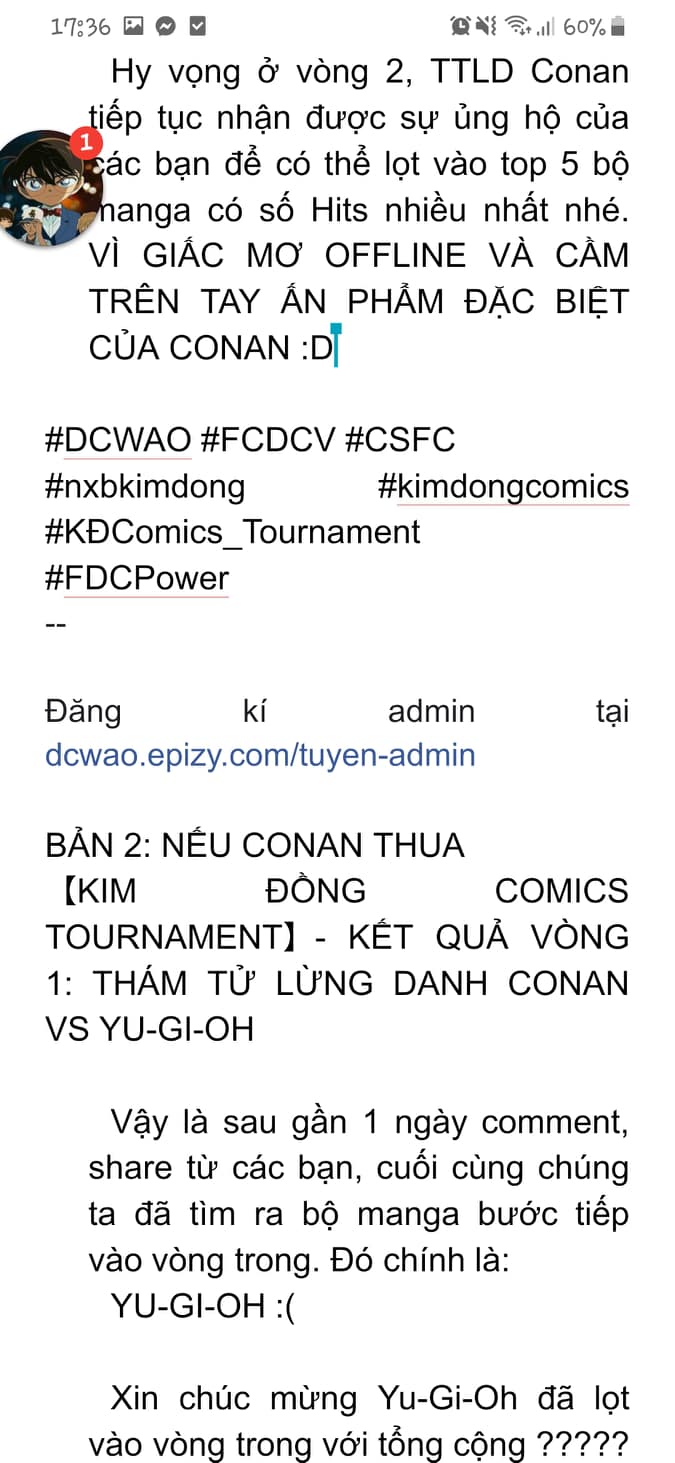 17:36
60%
Hy vọng ở vòng 2, TTLD Conan
tiếp tục nhận được sự ủng hộ của
1
các bạn để có thể lọt vào top 5 bộ
manga có số Hits nhiều nhất nhé.
VÌ GIẤC MƠ OFFLINE VÀ CẦM
TRÊN TAY ẤN PHẨM ĐẶC BIỆT
CỦA CONAN :D
#DCWAO #FCDCV #CSFC
#nxbkimdong #kimdongcomics
#KĐComics_Tournament
#FDCPower
--
Đăng kí admin tại
dcwao.epizy.com/tuyen-admin
BẢN 2: NẾU CONAN THUA
【KIM ĐỒNG COMICS
TOURNAMENT】- KẾT QUẢ VÒNG
1: THÁM TỬ LỪNG DANH CONAN
VS YU-GI-OH
Vậy là sau gần 1 ngày comment,
share từ các bạn, cuối cùng chúng
ta đã tìm ra bộ manga bước tiếp
vào vòng trong. Đó chính là:
YU-GI-OH :(
Xin chúc mừng Yu-Gi-Oh đã lọt
vào vòng trong với tổng cộng ?????